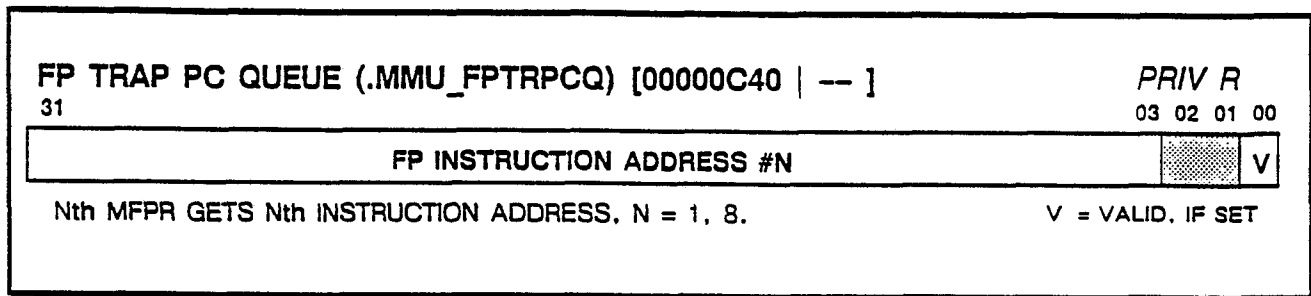 FP TRAP PC QUEUE (.MMU_FPTRPCQ) [00000C40 | -- ] PRIV R
31 03 02 01 00
FP INSTRUCTION ADDRESS #N V
Nth MFPR GETS Nth INSTRUCTION ADDRESS, N = 1, 8. V = VALID, IF SET